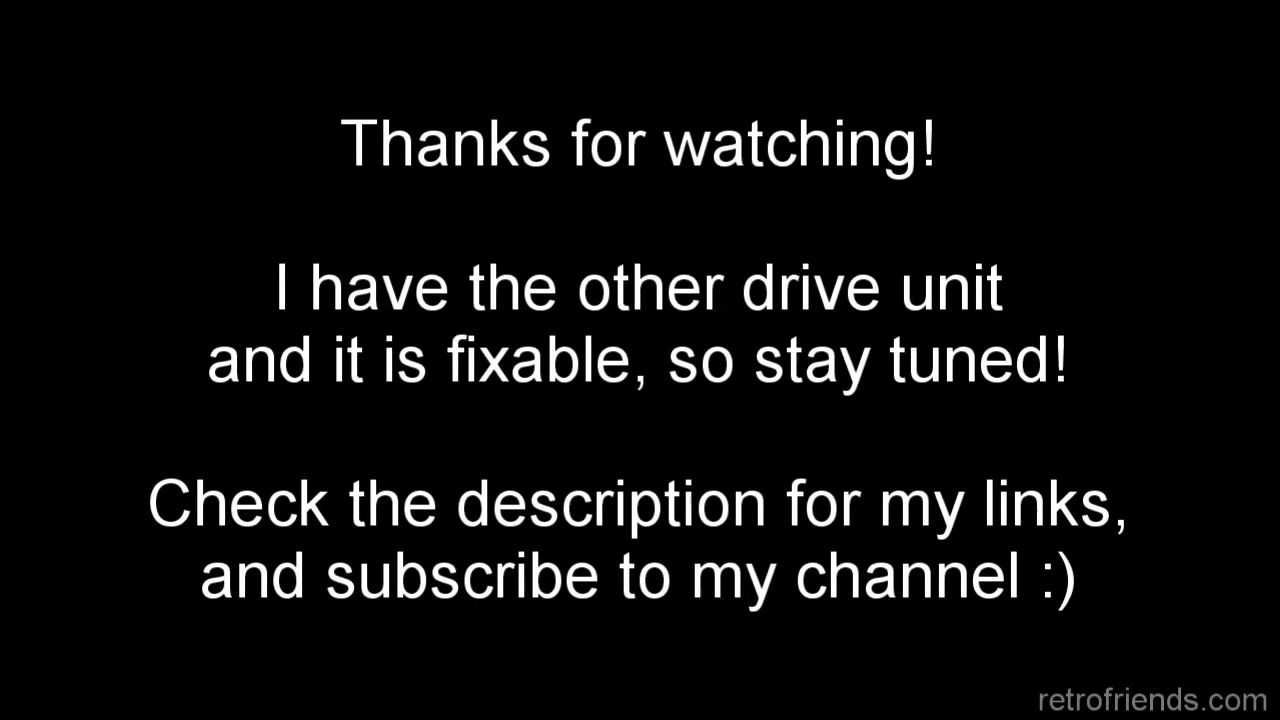 Thanks for watching!
I have the other drive unit
and it is fixable, so stay tuned!
Check the description for my links,
and subscribe to my channel :)
retrofriends.com